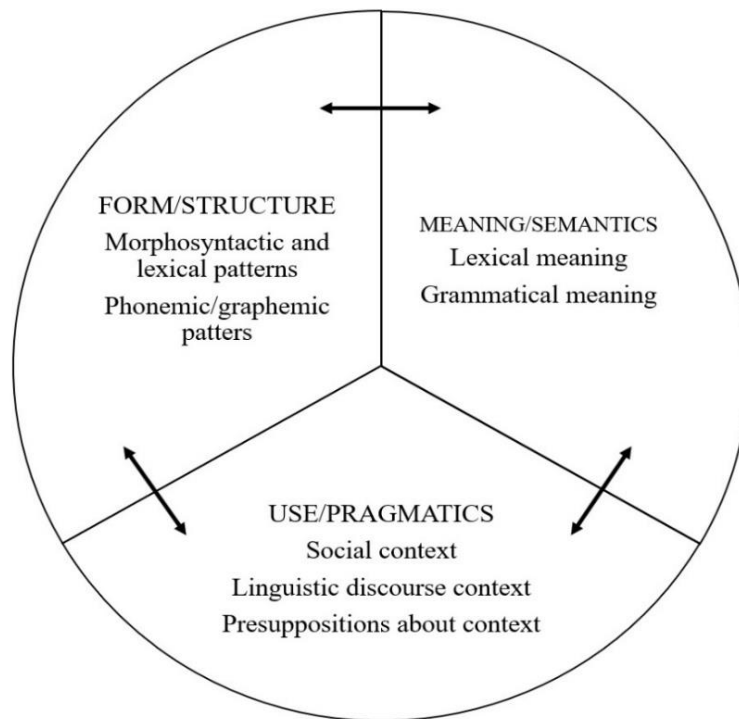 FORM/STRUCTURE
Morphosyntactic and
lexical patterns
Phonemic/graphemic
patters
MEANING/SEMANTICS
Lexical meaning
Grammatical meaning
USE/PRAGMATICS
Social context
Linguistic discourse context
Presuppositions about context